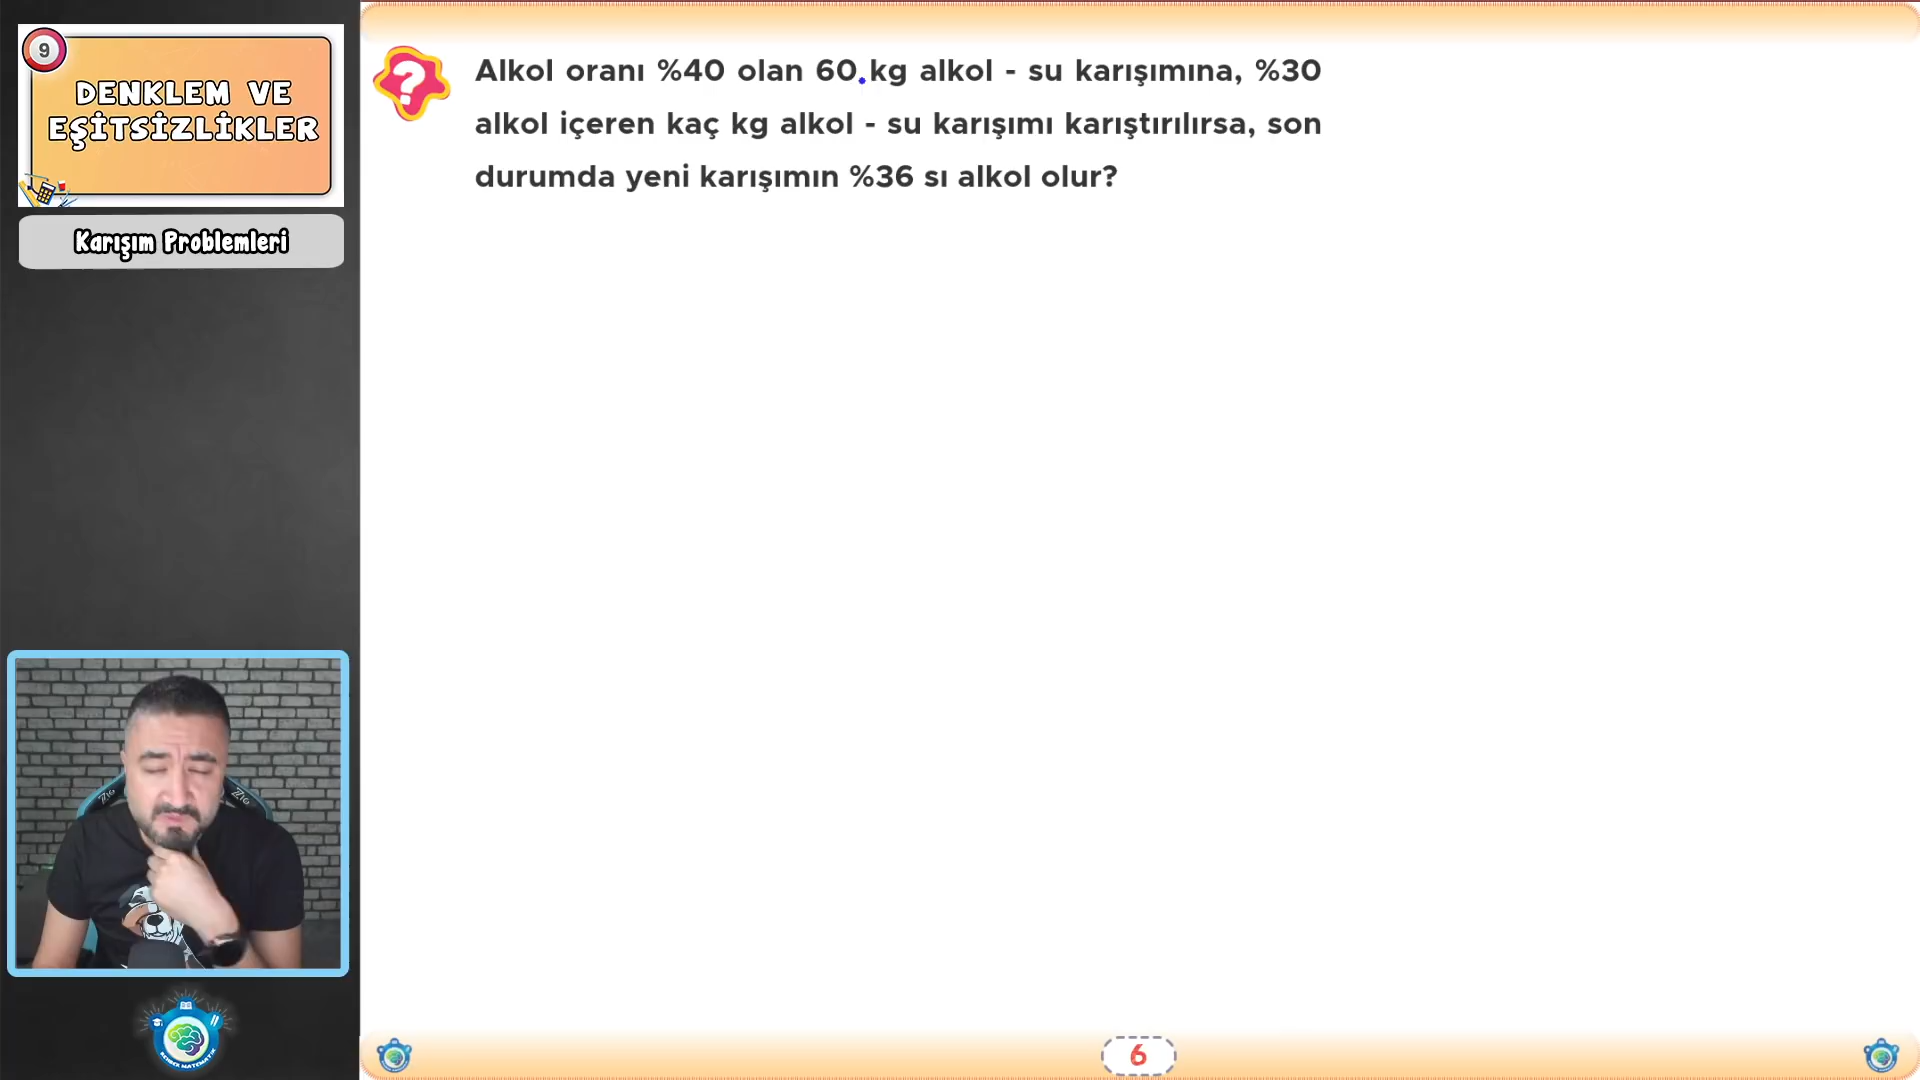 9
DENKLEM VE
EŞİTSİZLİKLER
Karışım Problemleri
Alkol oranı %40 olan 60 kg alkol - su karışımına, %30
alkol içeren kaç kg alkol - su karışımı karıştırılırsa, son
durumda yeni karışımın %36 sı alkol olur?
6